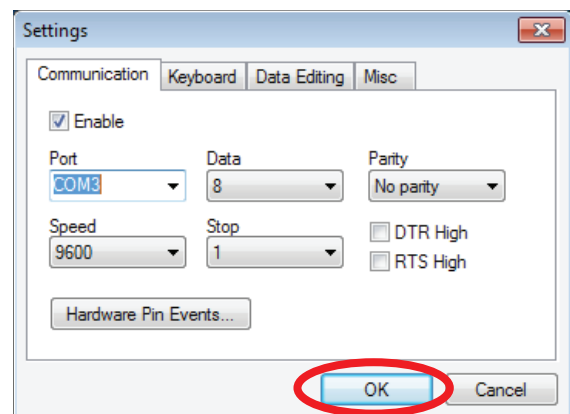 Settings
Communication Keyboard Data Editing Misc
Enable
Port Data Parity
COM3 8 No parity
Speed Stop DTR High
9600 1 RTS High
Hardware Pin Events...
OK Cancel